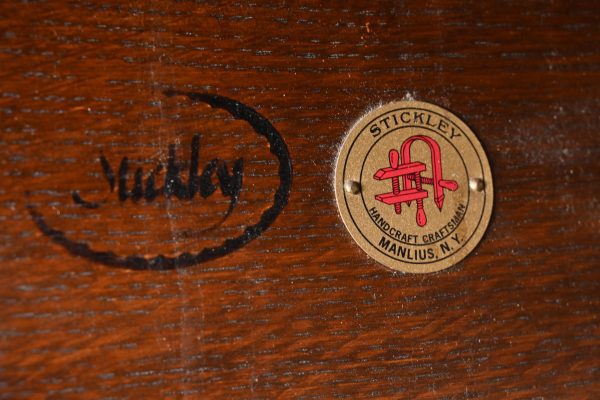 Stickley
STICKLEY
HANDCRAFT CRAFTSMAN
MANLIUS, N.Y.